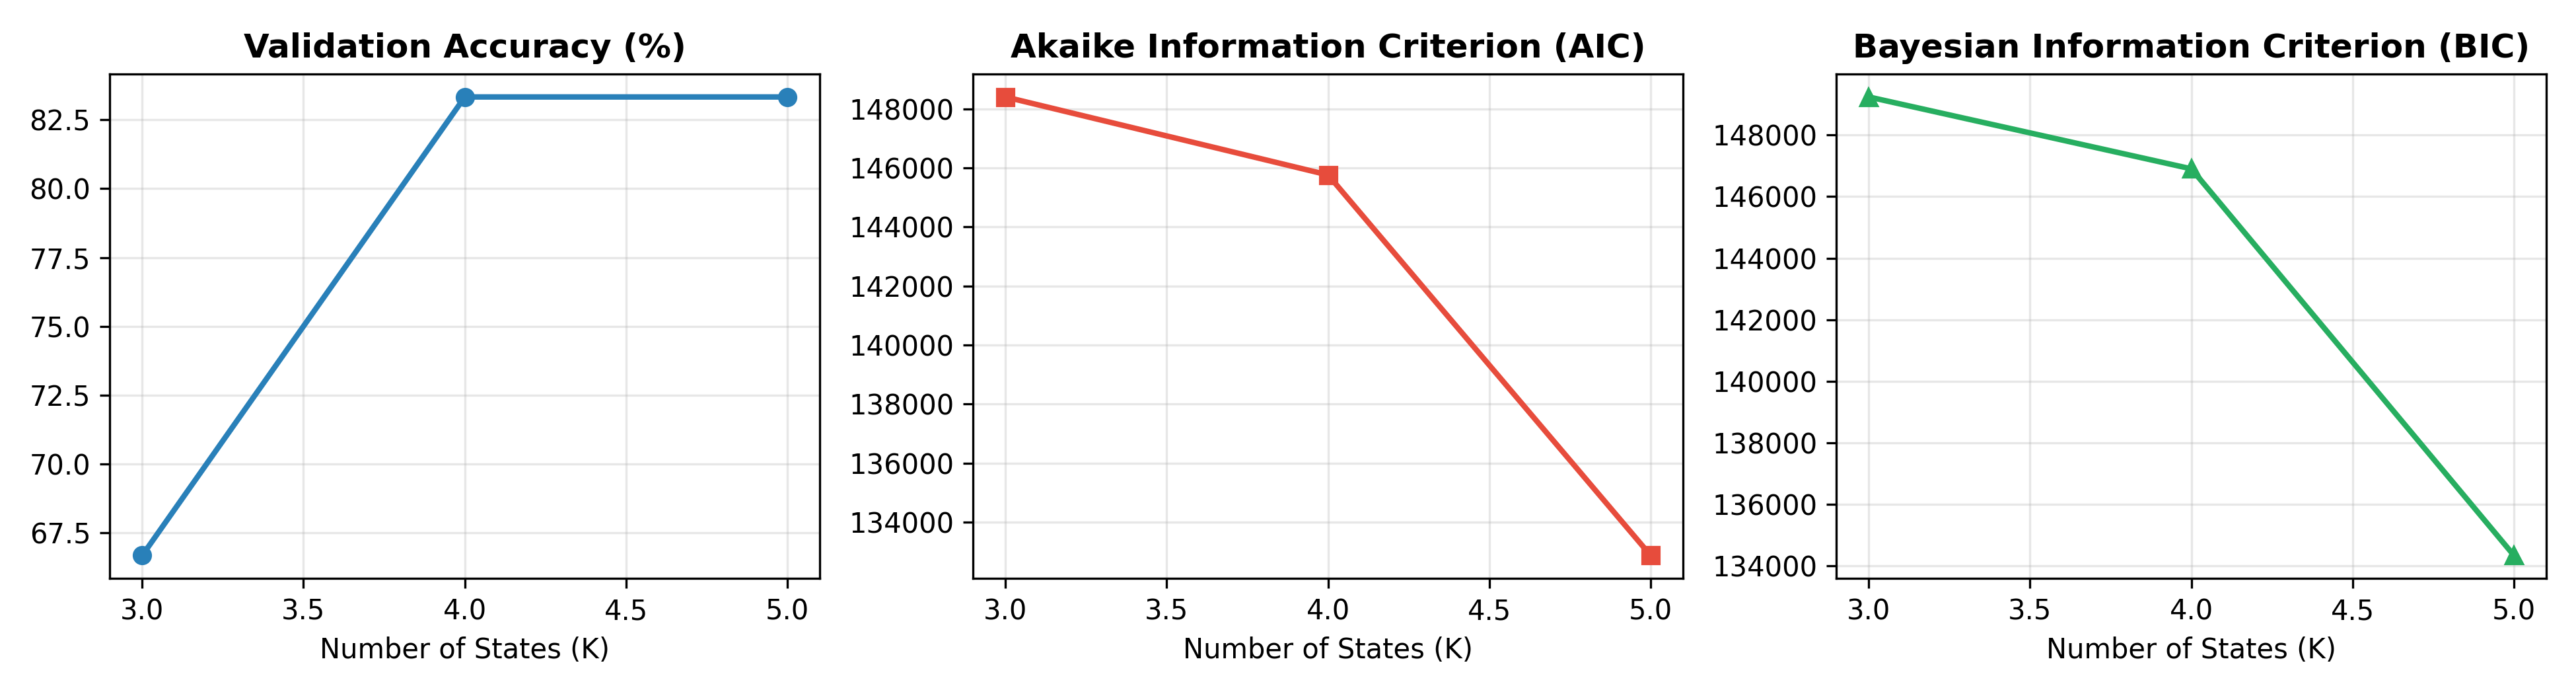 Validation Accuracy (%)
82.5
80.0
77.5
75.0
72.5
70.0
67.5
3.0 3.5 4.0 4.5 5.0
Number of States (K)
Akaike Information Criterion (AIC)
148000
146000
144000
142000
140000
138000
136000
134000
3.0 3.5 4.0 4.5 5.0
Number of States (K)
Bayesian Information Criterion (BIC)
148000
146000
144000
142000
140000
138000
136000
134000
3.0 3.5 4.0 4.5 5.0
Number of States (K)